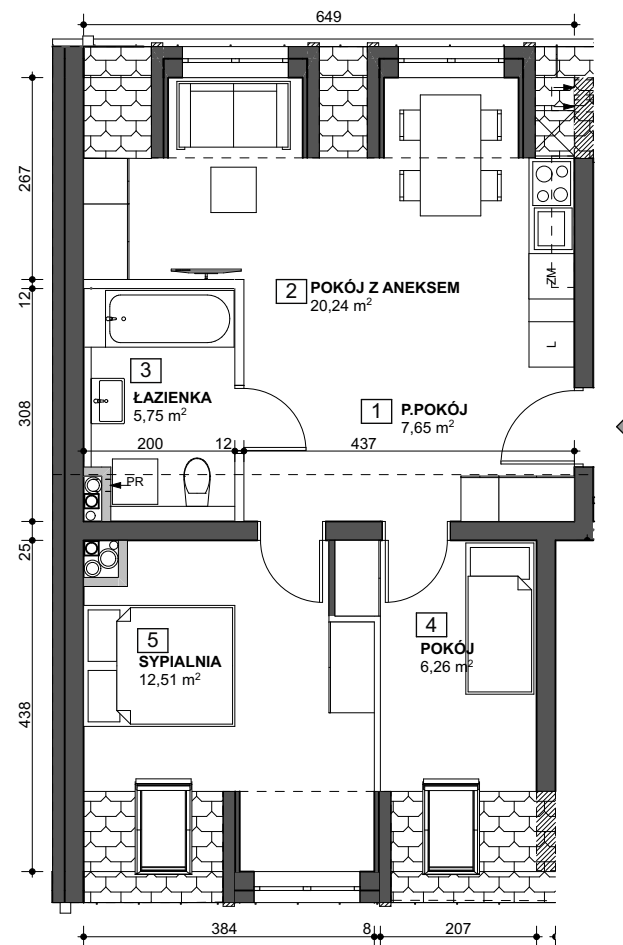 649
267
12
308
25
438
2 POKÓJ Z ANEKSEM
20,24 m²
ZM
L
3
ŁAZIENKA
5,75 m²
1 P.POKÓJ
7,65 m²
200 12 437
PR
5
SYPIALNIA
12,51 m²
4
POKÓJ
6,26 m²
384 8 207